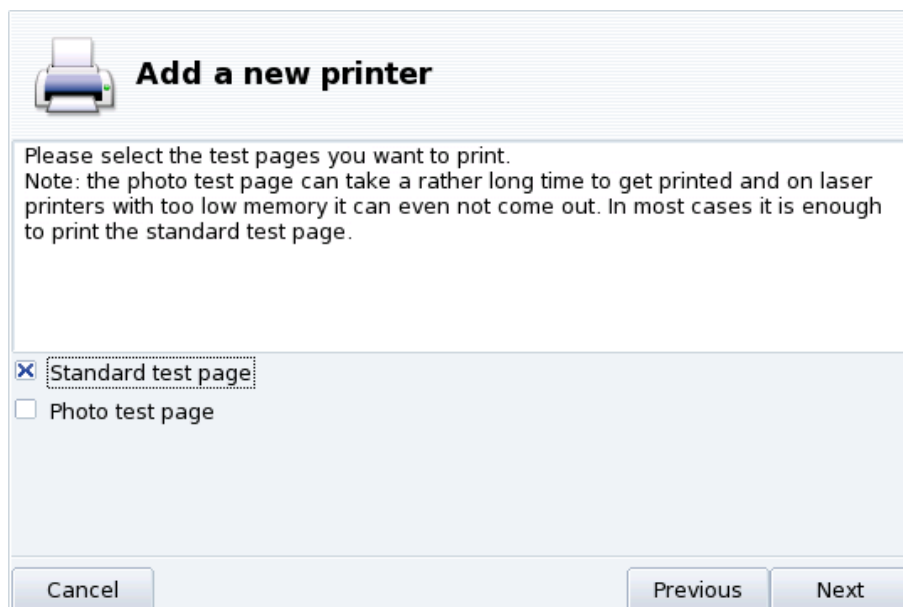 Add a new printer
Please select the test pages you want to print.
Note: the photo test page can take a rather long time to get printed and on laser
printers with too low memory it can even not come out. In most cases it is enough
to print the standard test page.
Standard test page
Photo test page
Cancel
Previous
Next